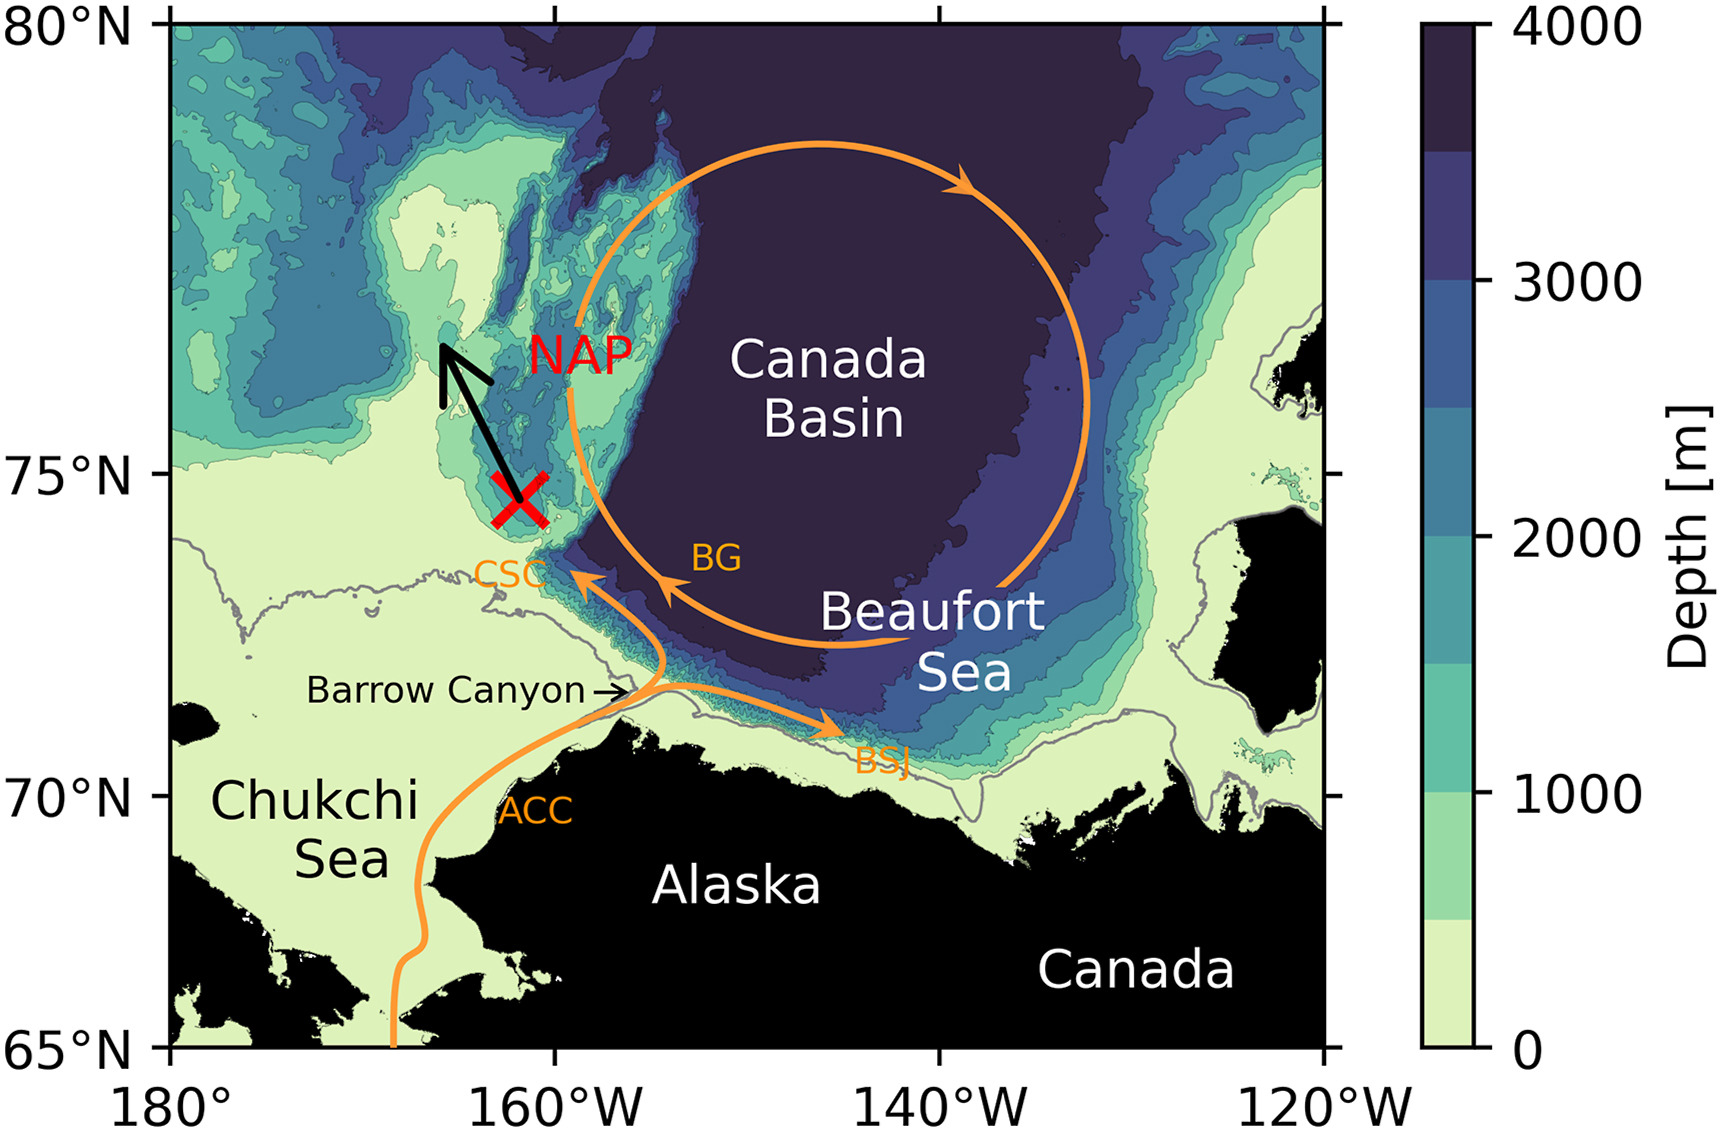 80°N
75°N
70°N
65°N
180°
160°W
140°W
120°W
NAP
Canada
Basin
CSC
BG
Beaufort
Sea
Barrow Canyon
BSJ
Chukchi
Sea
ACC
Alaska
Canada
4000
3000
2000
1000
0
Depth [m]